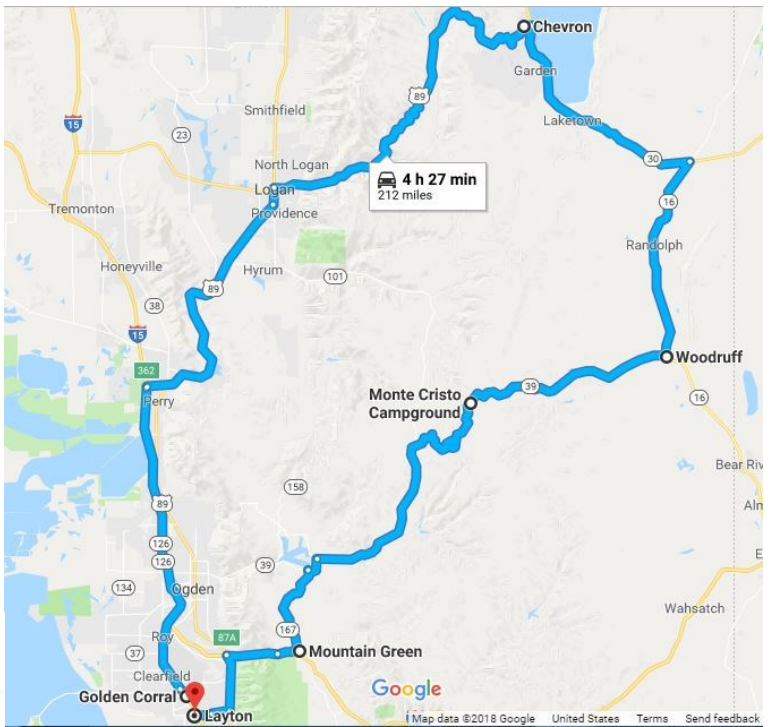 Chevron
Garden
89
Smithfield
Laketown
15
23
30
North Logan
4 h 27 min
212 miles
Logan
16
Tremonton
Providence
Randolph
Honeyville
Hyrum
101
89
38
15
Woodruff
362
Monte Cristo
Campground
39
Perry
16
Bear Riv
158
89
Alm
126
126
39
E
134
Ogden
Wahsatch
167
Roy
87A
37
Mountain Green
Clearfield
Google
Golden Corral
Layton
Map data ©2018 Google United States Terms Send feedback